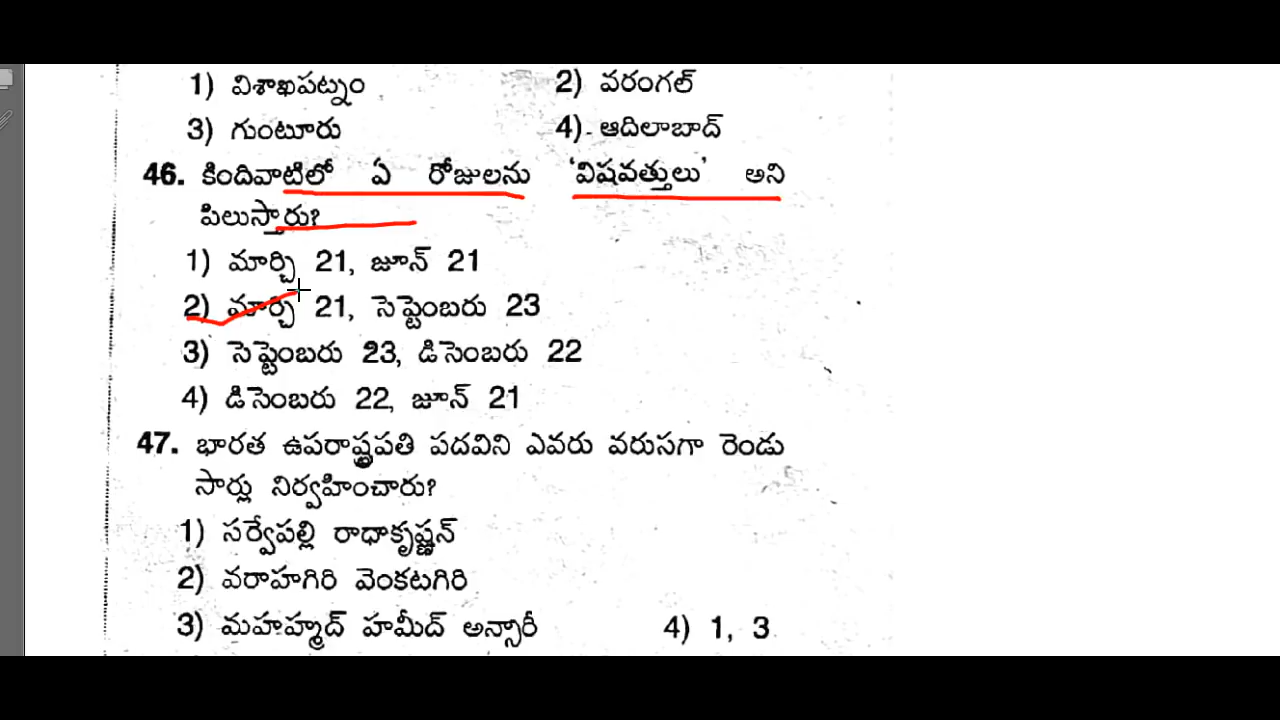 1) విశాఖపట్నం 2) వరంగల్
3) గుంటూరు 4) ఆదిలాబాద్
46. కిందివాటిలో ఏ రోజులను 'విషవత్తులు' అని
పిలుస్తారు?
1) మార్చి 21, జూన్ 21
2) మార్చి 21, సెప్టెంబరు 23
3) సెప్టెంబరు 23, డిసెంబరు 22
4) డిసెంబరు 22, జూన్ 21
47. భారత ఉపరాష్ట్రపతి పదవిని ఎవరు వరుసగా రెండు
సార్లు నిర్వహించారు?
1) సర్వేపల్లి రాధాకృష్ణన్
2) వరాహగిరి వెంకటగిరి
3) మహహ్మద్ హమీద్ అన్సారీ 4) 1, 3